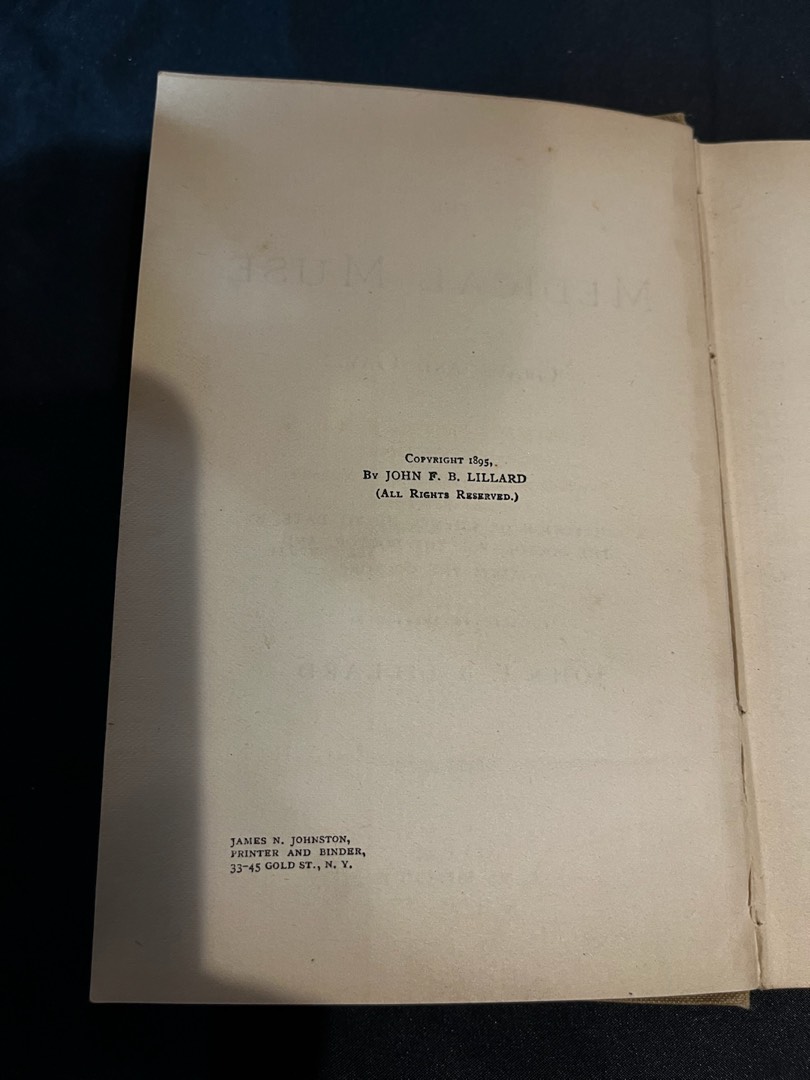 COPYRIGHT 1895,
BY JOHN F. B. LILLARD
(ALL RIGHTS RESERVED.)
JAMES N. JOHNSTON,
PRINTER AND BINDER,
33-45 GOLD ST., N. Y.